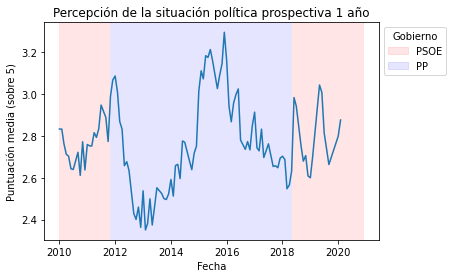 Percepción de la situación política prospectiva 1 año
Puntuación media (sobre 5)
3.2
3.0
2.8
2.6
2.4
2010
2012
2014
2016
2018
2020
Fecha
Gobierno
PSOE
PP